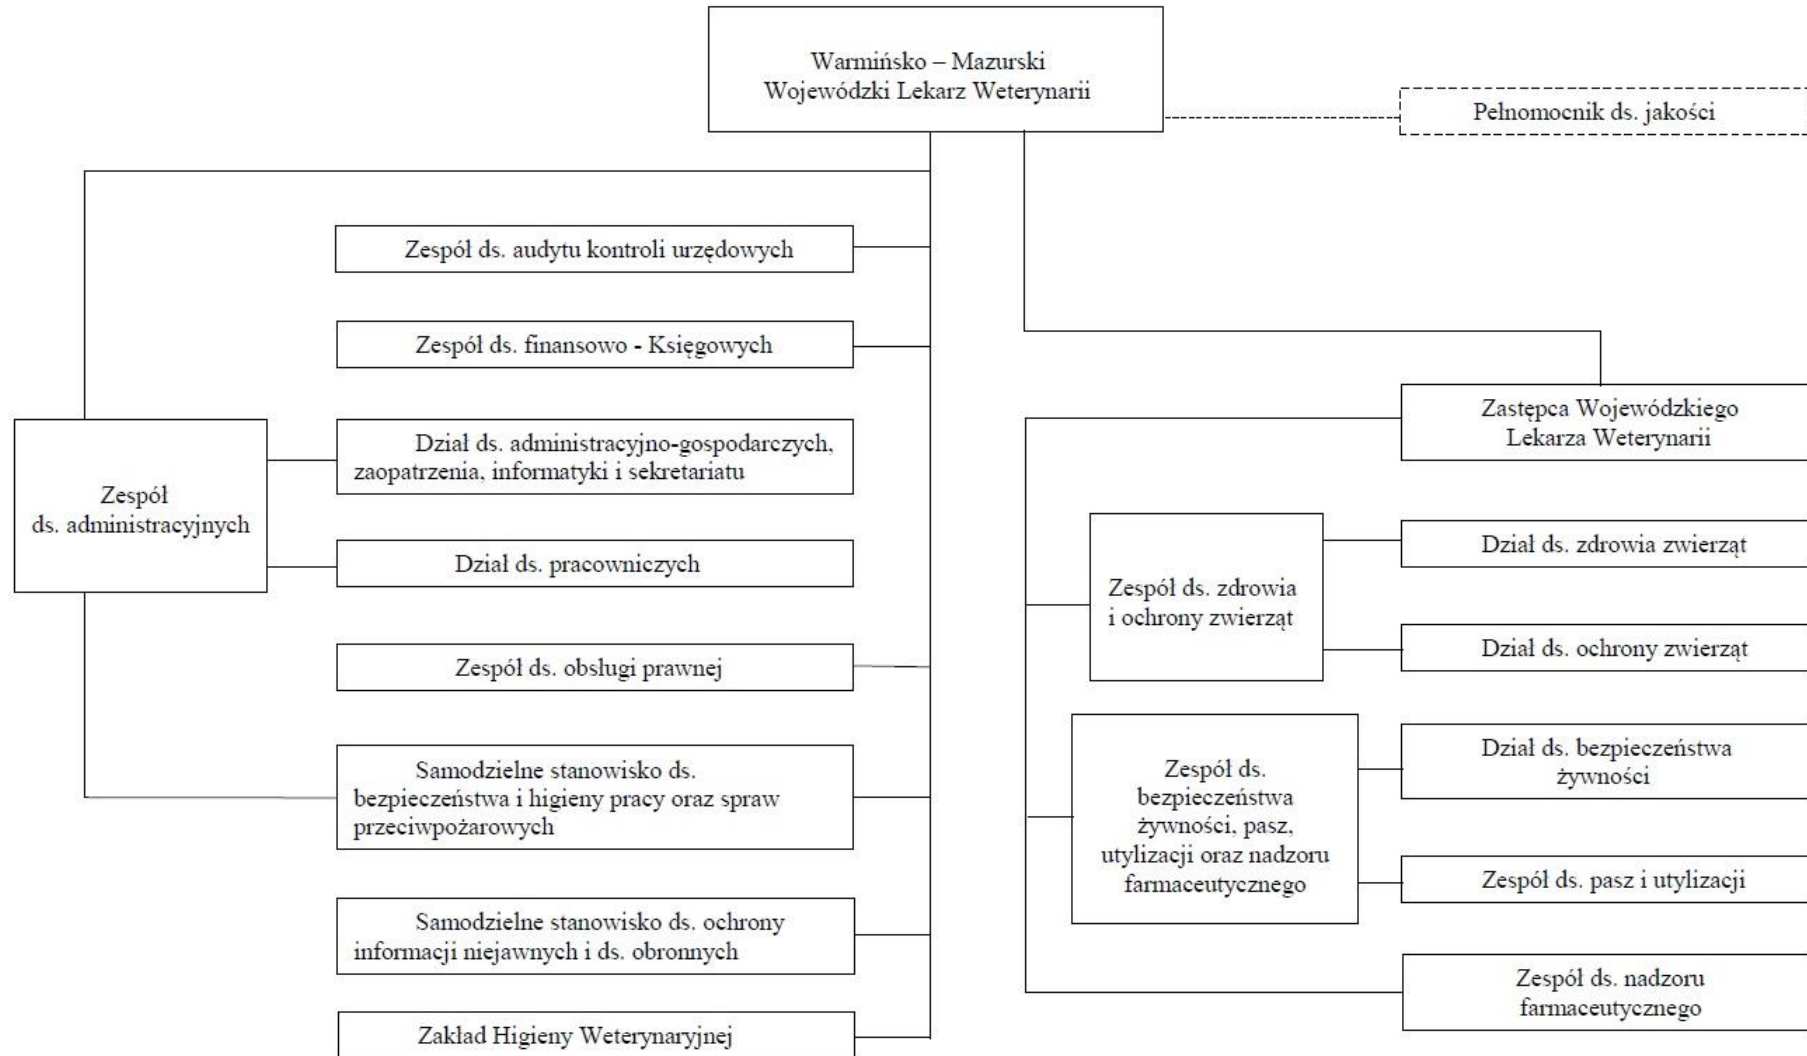 Warmińsko – Mazurski
Wojewódzki Lekarz Weterynarii
Pełnomocnik ds. jakości
Zespół ds. audytu kontroli urzędowych
Zespół ds. finansowo - Księgowych
Zespół
ds. administracyjnych
Dział ds. administracyjno-gospodarczych,
zaopatrzenia, informatyki i sekretariatu
Dział ds. pracowniczych
Zespół ds. obsługi prawnej
Samodzielne stanowisko ds.
bezpieczeństwa i higieny pracy oraz spraw
przeciwpożarowych
Samodzielne stanowisko ds. ochrony
informacji niejawnych i ds. obronnych
Zakład Higieny Weterynaryjnej
Zastępca Wojewódzkiego
Lekarza Weterynarii
Zespół ds. zdrowia
i ochrony zwierząt
Dział ds. zdrowia zwierząt
Dział ds. ochrony zwierząt
Zespół ds.
bezpieczeństwa
żywności, pasz,
utylizacji oraz nadzoru
farmaceutycznego
Dział ds. bezpieczeństwa
żywności
Zespół ds. pasz i utylizacji
Zespół ds. nadzoru
farmaceutycznego